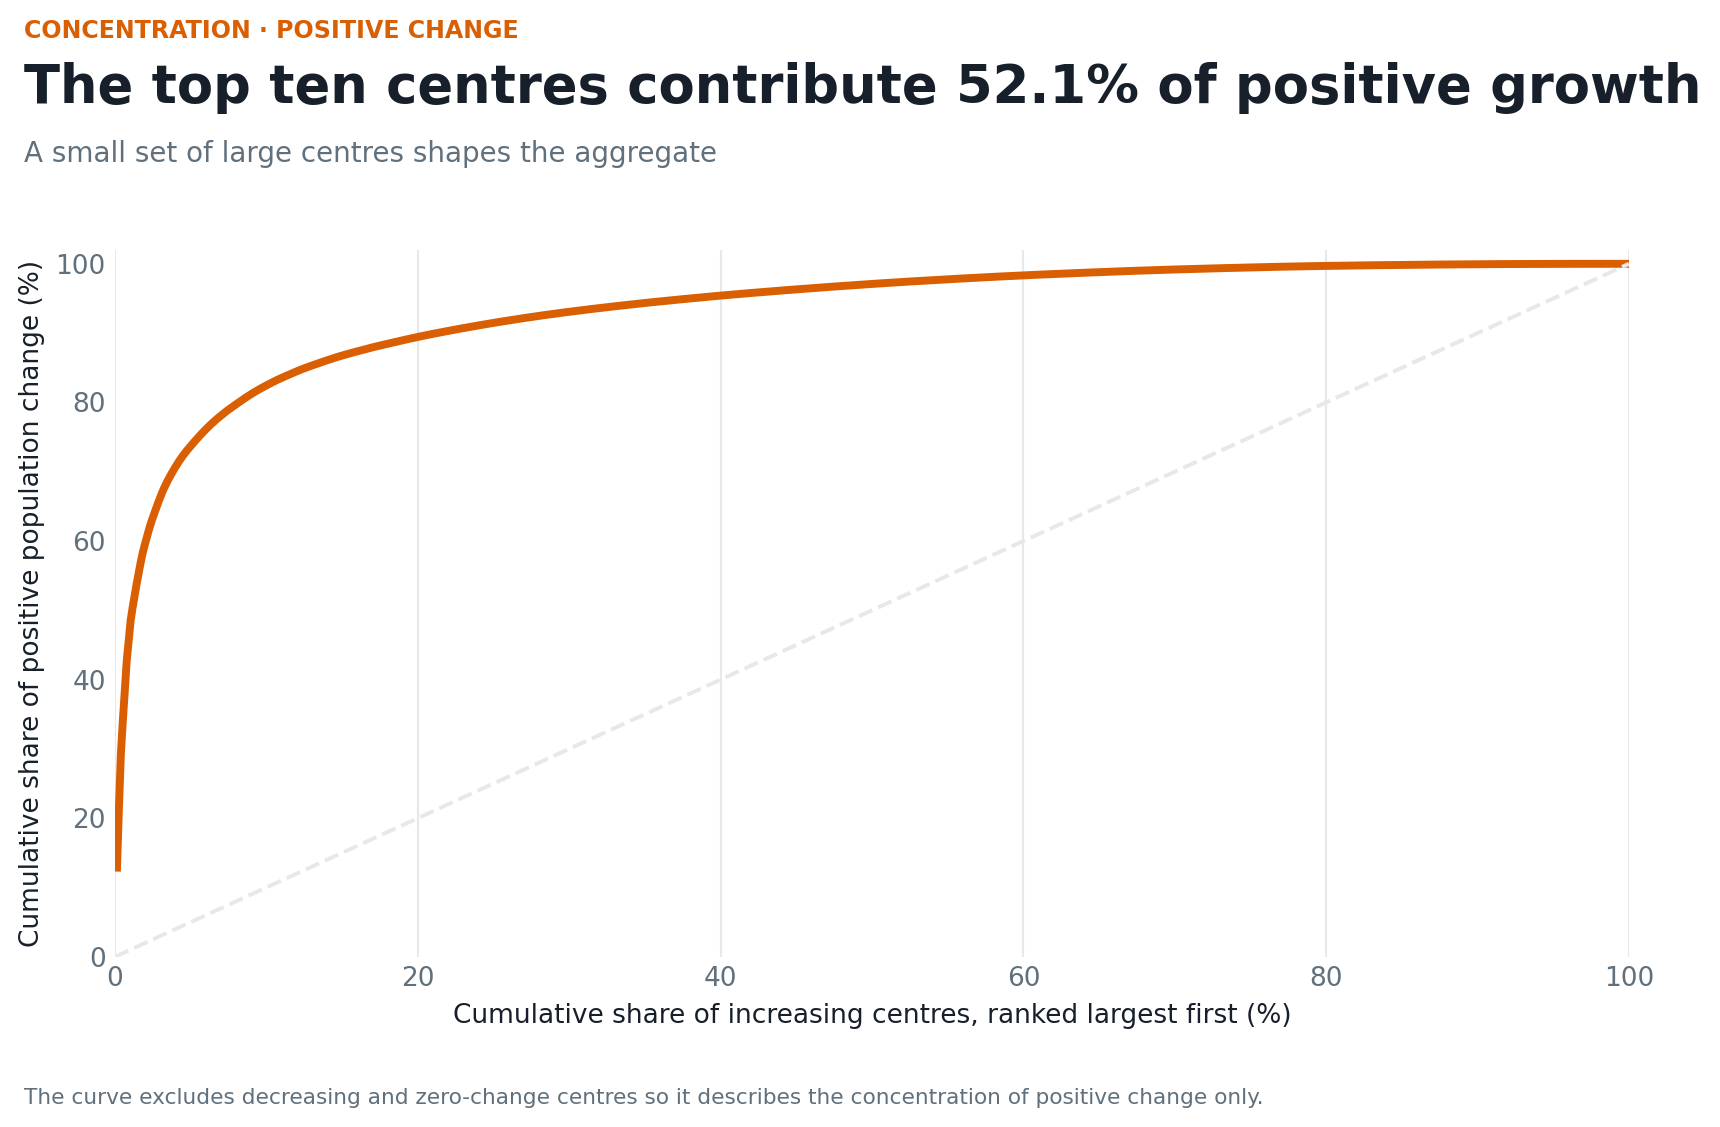 CONCENTRATION · POSITIVE CHANGE
The top ten centres contribute 52.1% of positive growth
A small set of large centres shapes the aggregate
Cumulative share of positive population change (%)
100
80
60
40
20
0
0 20 40 60 80 100
Cumulative share of increasing centres, ranked largest first (%)
The curve excludes decreasing and zero-change centres so it describes the concentration of positive change only.